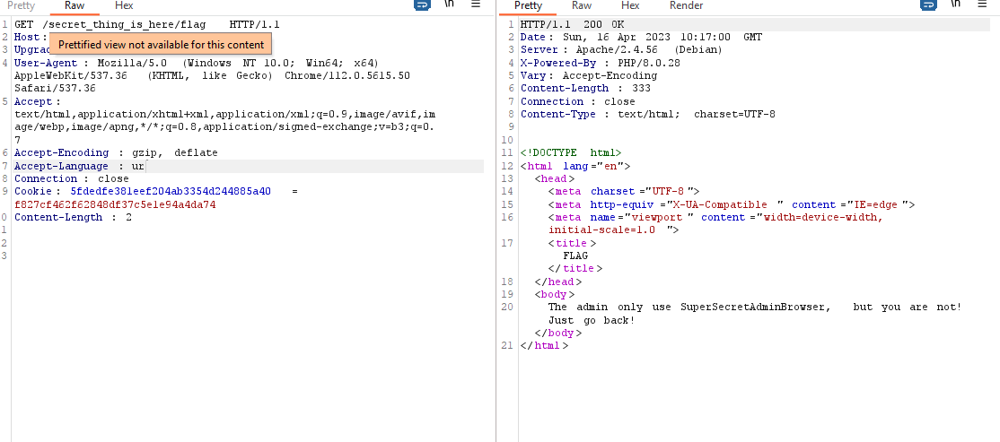 Pretty Raw Hex \n
1 GET /secret_thing_is_here/flag HTTP/1.1
2 Host:
Prettified view not available for this content
3 Upgra
4 User-Agent: Mozilla/5.0 (Windows NT 10.0; Win64; x64)
AppleWebKit/537.36 (KHTML, like Gecko) Chrome/112.0.5615.50
Safari/537.36
5 Accept:
text/html,application/xhtml+xml,application/xml;q=0.9,image/avif,im
age/webp,image/apng,*/*;q=0.8,application/signed-exchange;v=b3;q=0.
7
6 Accept-Encoding : gzip, deflate
7 Accept-Language : ur
8 Connection : close
9 Cookie: 5fdedfe381eef204ab3354d244885a40 =
f827cf462f62848df37c5e1e94a4da74
0 Content-Length : 2
1
2
3
Pretty Raw Hex Render \n
1 HTTP/1.1 200 OK
2 Date: Sun, 16 Apr 2023 10:17:00 GMT
3 Server: Apache/2.4.56 (Debian)
4 X-Powered-By : PHP/8.0.28
5 Vary: Accept-Encoding
6 Content-Length : 333
7 Connection : close
8 Content-Type : text/html; charset=UTF-8
9
10
11 <!DOCTYPE html>
12 <html lang="en">
13 <head>
14 <meta charset="UTF-8">
15 <meta http-equiv="X-UA-Compatible " content="IE=edge">
16 <meta name="viewport" content="width=device-width,
initial-scale=1.0 ">
17 <title>
FLAG
</title>
18 </head>
19 <body>
20 The admin only use SuperSecretAdminBrowser, but you are not!
Just go back!
</body>
21 </html>